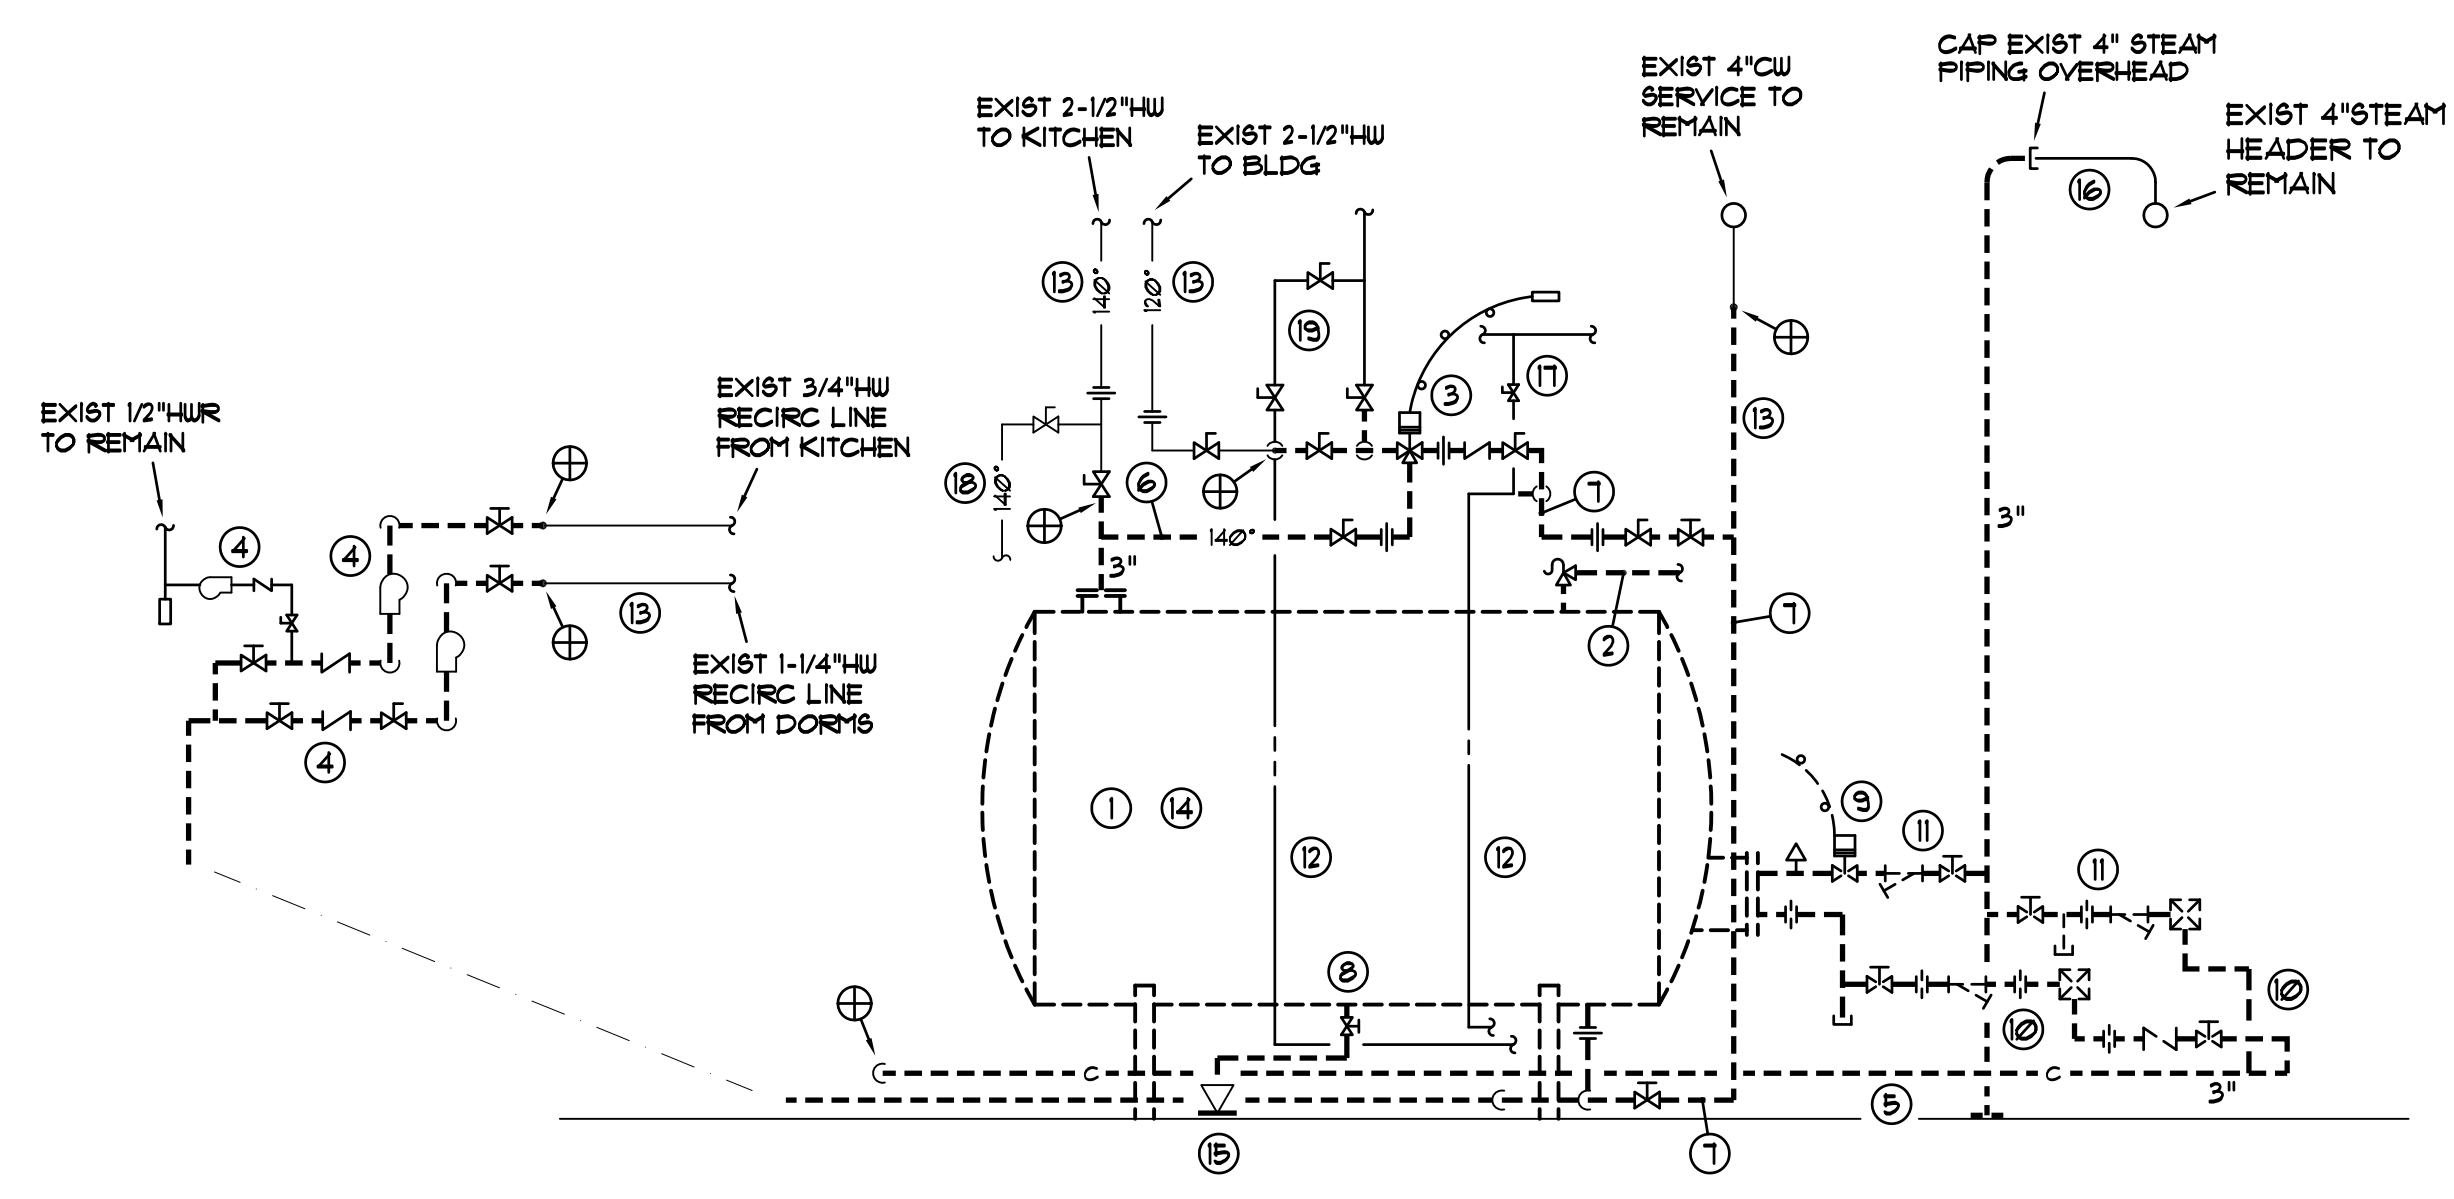 CAP EXIST 4" STEAM
PIPING OVERHEAD
EXIST 4"CW
SERVICE TO
REMAIN
EXIST 4"STEAM
HEADER TO
REMAIN
EXIST 2-1/2"HW
TO KITCHEN
EXIST 2-1/2"HW
TO BLDG
16
13
140°
120°
13
19
17
3
13
EXIST 3/4"HW
RECIRC LINE
FROM KITCHEN
EXIST 1/2"HWR
TO REMAIN
18
140°
6
7
4
4
140°
3"
3"
13
7
2
EXIST 1-1/4"HW
RECIRC LINE
FROM DORMS
4
1
14
9
11
12
12
11
8
10
10
C
C
3"
5
15
7